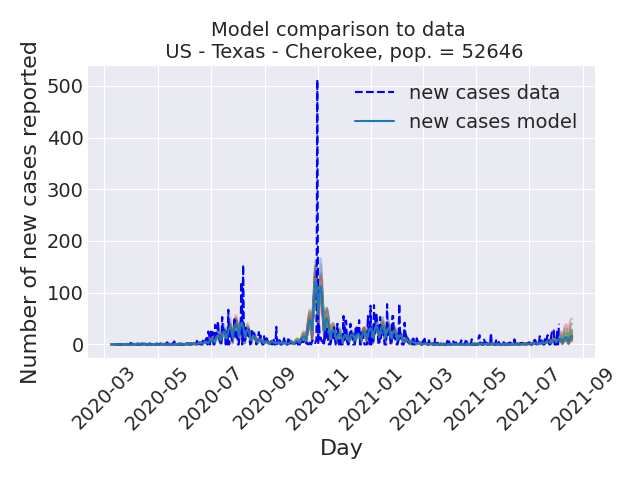 Model comparison to data
US - Texas - Cherokee, pop. = 52646
Number of new cases reported
500
400
300
200
100
0
new cases data
new cases model
2020-03
2020-05
2020-07
2020-09
2020-11
2021-01
2021-03
2021-05
2021-07
2021-09
Day